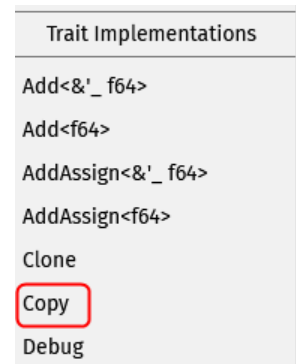 Trait Implementations
Add<&'_ f64>
Add<f64>
AddAssign<&'_ f64>
AddAssign<f64>
Clone
Copy
Debug